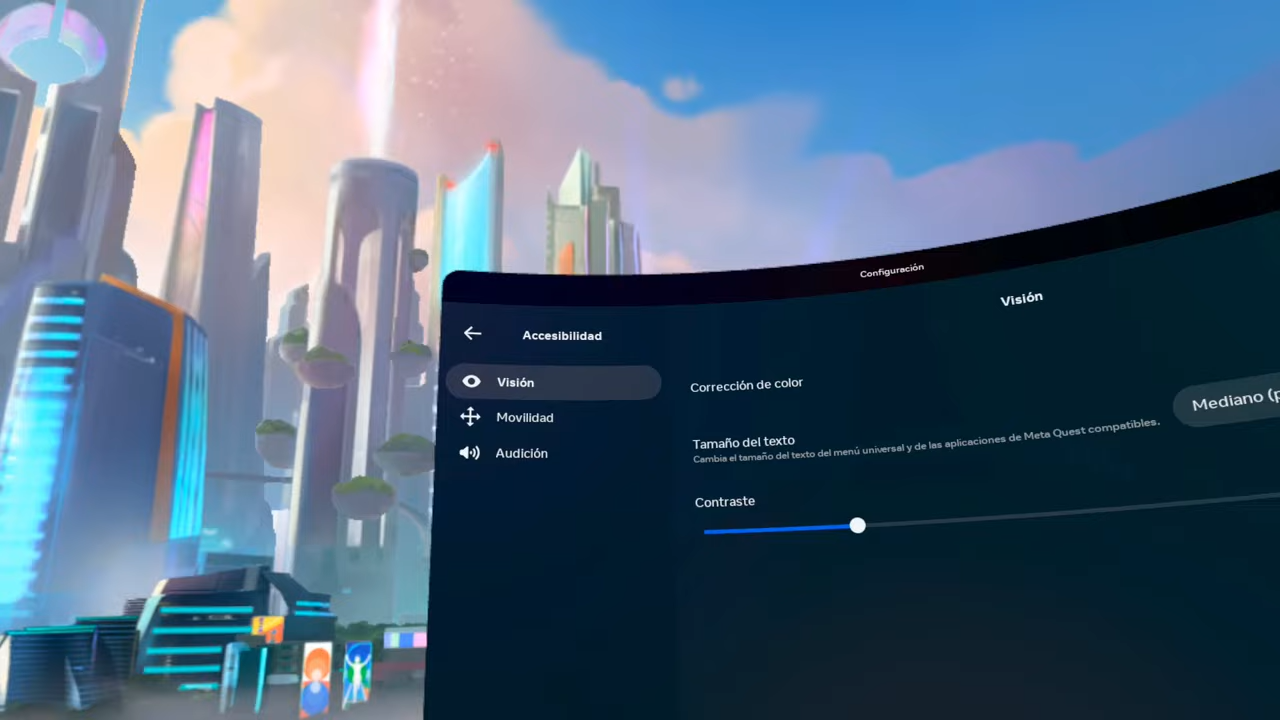 Configuración
Visión
Accesibilidad
Visión
Movilidad
Audición
Corrección de color
Tamaño del texto
Cambia el tamaño del texto del menú universal y de las aplicaciones de Meta Quest compatibles.
Mediano (p
Contraste